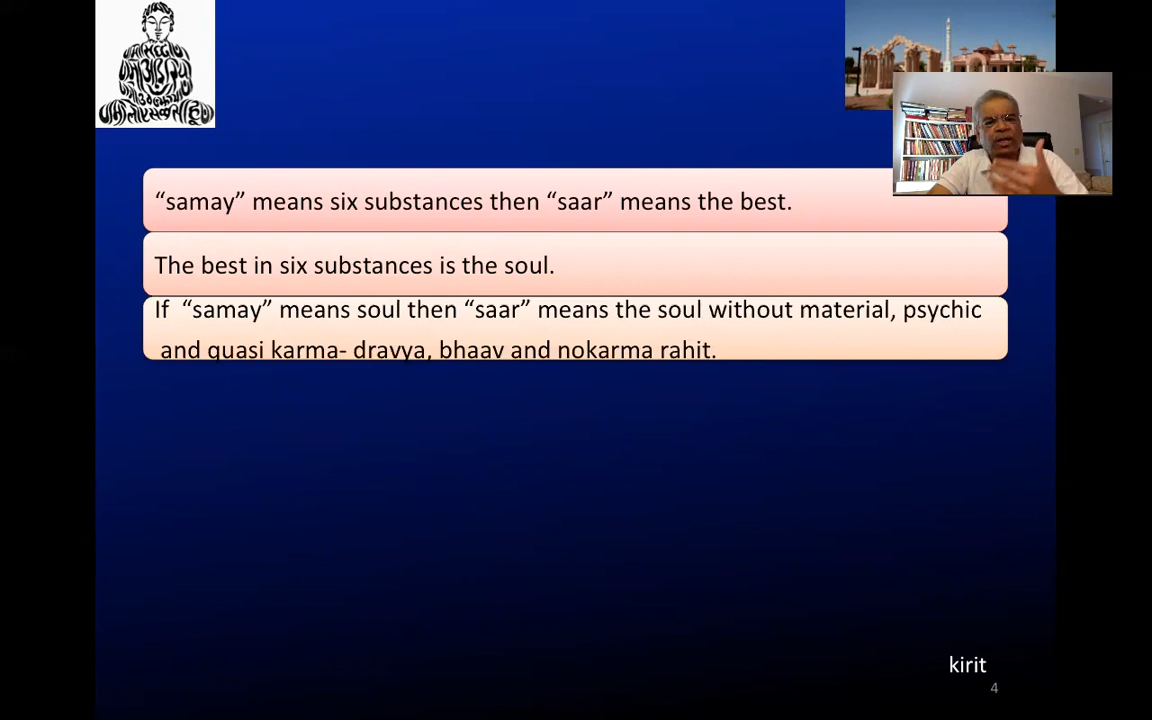 “samay” means six substances then “saar” means the best.
The best in six substances is the soul.
If “samay” means soul then “saar” means the soul without material, psychic
and quasi karma- dravya, bhaav and nokarma rahit.
kirit
4